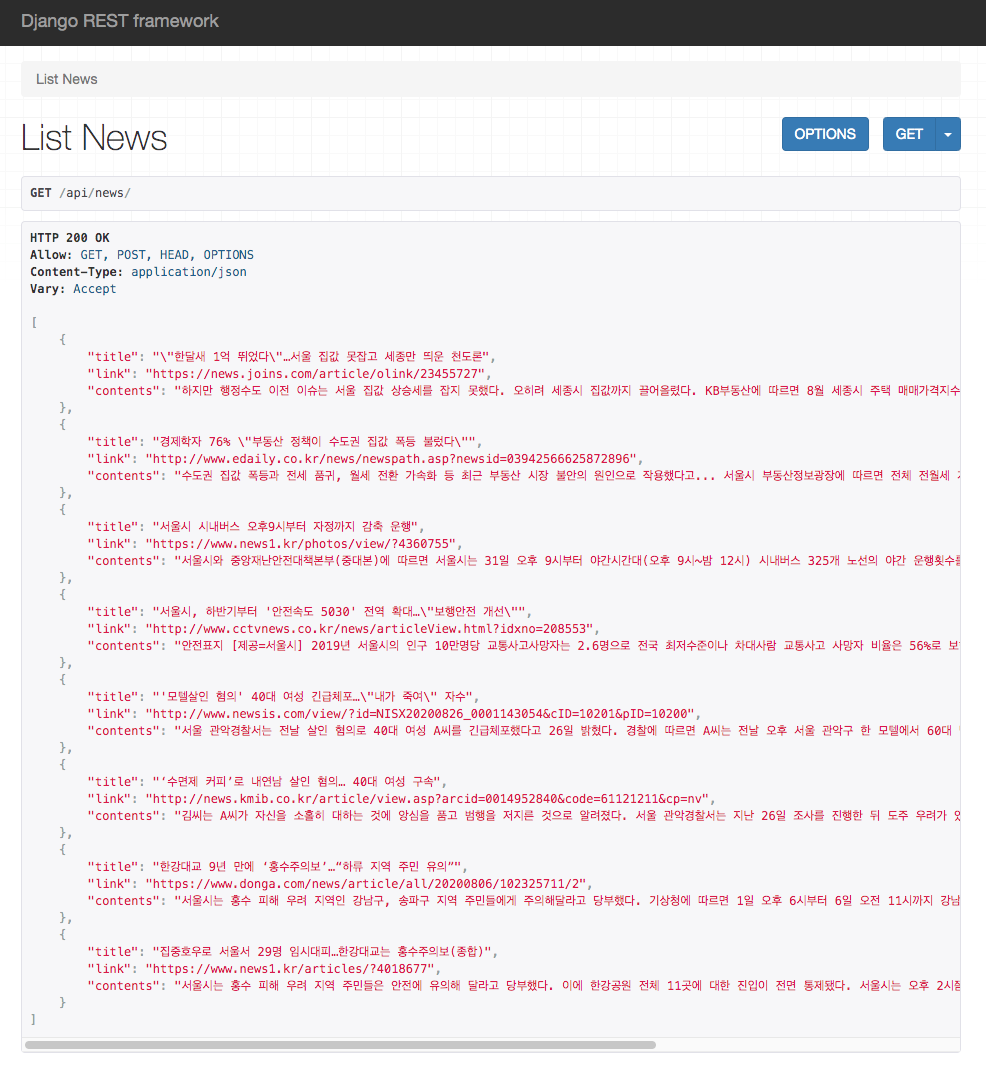 Django REST framework
List News
List News
OPTIONS
GET
GET /api/news/
HTTP 200 OK
Allow: GET, POST, HEAD, OPTIONS
Content-Type: application/json
Vary: Accept
[
{
"title": "\"한달새 1억 뛰었다\"…서울 집값 못잡고 세종만 띄운 천도론",
"link": "https://news.joins.com/article/olink/23455727",
"contents": "하지만 행정수도 이전 이슈는 서울 집값 상승세를 잡지 못했다. 오히려 세종시 집값까지 끌어올렸다. KB부동산에 따르면 8월 세종시 주택 매매가격지수
},
{
"title": "경제학자 76% \"부동산 정책이 수도권 집값 폭등 불렀다\"",
"link": "http://www.edaily.co.kr/news/newspath.asp?newsid=03942566625872896",
"contents": "수도권 집값 폭등과 전세 품귀, 월세 전환 가속화 등 최근 부동산 시장 불안의 원인으로 작용했다고... 서울시 부동산정보광장에 따르면 전체 전월세
},
{
"title": "서울시 시내버스 오후9시부터 자정까지 감축 운행",
"link": "https://www.news1.kr/photos/view/?4360755",
"contents": "서울시와 중앙재난안전대책본부(중대본)에 따르면 서울시는 31일 오후 9시부터 야간시간대(오후 9시~밤 12시) 시내버스 325개 노선의 야간 운행횟수를
},
{
"title": "서울시, 하반기부터 '안전속도 5030' 전역 확대…\"보행안전 개선\"",
"link": "http://www.cctvnews.co.kr/news/articleView.html?idxno=208553",
"contents": "안전표지 [제공=서울시] 2019년 서울시의 인구 10만명당 교통사고사망자는 2.6명으로 전국 최저수준이나 차대사람 교통사고 사망자 비율은 56%로
},
{
"title": "'모텔살인 혐의' 40대 여성 긴급체포…\"내가 죽여\" 자수",
"link": "http://www.newsis.com/view/?id=NISX20200826_0001143054&cID=10201&pID=10200",
"contents": "서울 관악경찰서는 전날 살인 혐의로 40대 여성 A씨를 긴급체포했다고 26일 밝혔다. 경찰에 따르면 A씨는 전날 오후 서울 관악구 한 모텔에서 60대
},
{
"title": "‘수면제 커피’로 내연남 살인 혐의… 40대 여성 구속",
"link": "http://news.kmib.co.kr/article/view.asp?arcid=0014952840&code=61121211&cp=nv",
"contents": "김씨는 A씨가 자신을 소홀히 대하는 것에 앙심을 품고 범행을 저지른 것으로 알려졌다. 서울 관악경찰서는 지난 26일 조사를 진행한 뒤 도주 우려가
},
{
"title": "한강대교 9년 만에 ‘홍수주의보’…“하류 지역 주민 유의”",
"link": "https://www.donga.com/news/article/all/20200806/102325711/2",
"contents": "서울시는 홍수 피해 우려 지역인 강남구, 송파구 지역 주민들에게 주의해달라고 당부했다. 기상청에 따르면 1일 오후 6시부터 6일 오전 11시까지 강남
},
{
"title": "집중호우로 서울서 29명 임시대피…한강대교는 홍수주의보(종합)",
"link": "https://www.news1.kr/articles/?4018677",
"contents": "서울시는 홍수 피해 우려 지역 주민들은 안전에 유의해 달라고 당부했다. 이에 한강공원 전체 11곳에 대한 진입이 전면 통제됐다. 서울시는 오후 2시
}
]